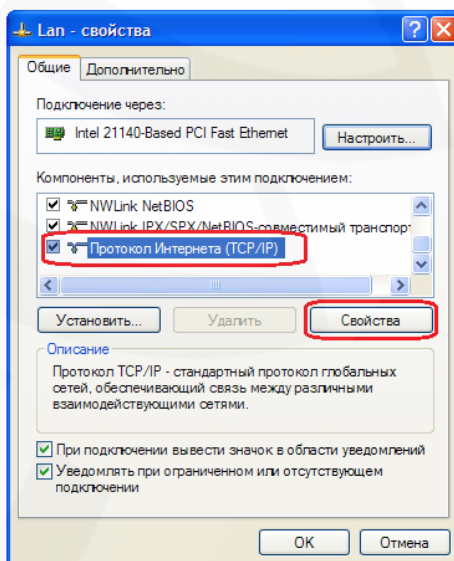 Lan - свойства
Общие
Дополнительно
Подключение через:
Intel 21140-Based PCI Fast Ethernet
Настроить...
Компоненты, используемые этим подключением:
NWLink NetBIOS
NWLink IPX/SPX/NetBIOS-совместимый транспорт
Протокол Интернета (TCP/IP)
Установить...
Удалить
Свойства
Описание
Протокол TCP/IP - стандартный протокол глобальных
сетей, обеспечивающий связь между различными
взаимодействующими сетями.
При подключении вывести значок в области уведомлений
Уведомлять при ограниченном или отсутствующем
подключении
OK
Отмена